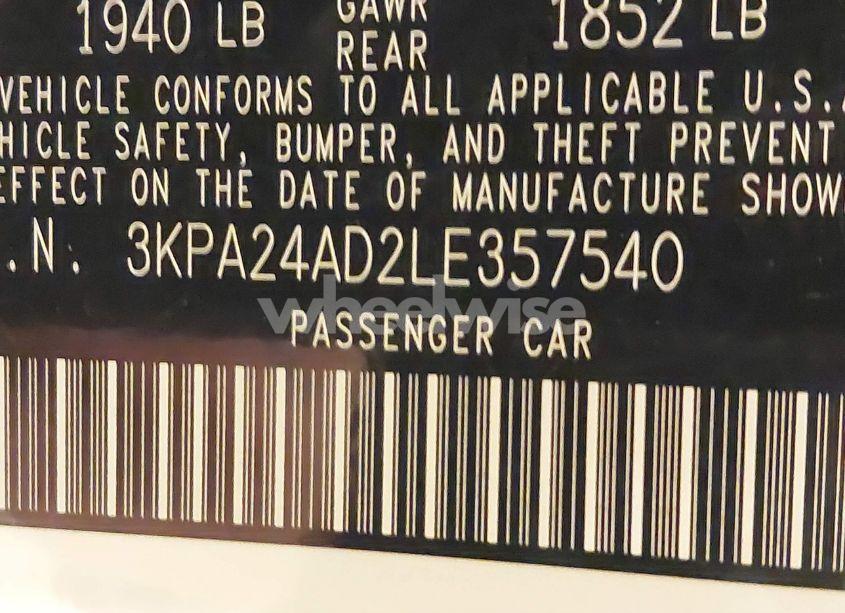 1940 LB GAWR REAR 1852 LB
VEHICLE CONFORMS TO ALL APPLICABLE U.S.
HICLE SAFETY, BUMPER, AND THEFT PREVENT
EFFECT ON THE DATE OF MANUFACTURE SHOW
.N. 3KPA24AD2LE357540
wheelwise
PASSENGER CAR